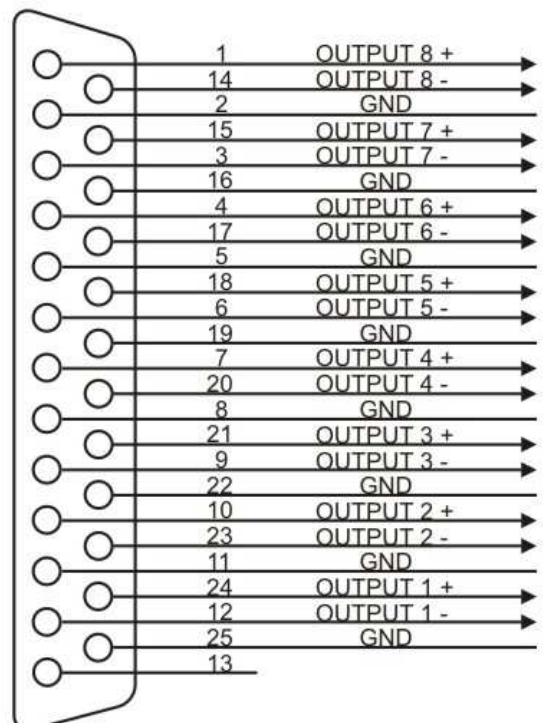 1 OUTPUT 8 +
14 OUTPUT 8 -
2 GND
15 OUTPUT 7 +
3 OUTPUT 7 -
16 GND
4 OUTPUT 6 +
17 OUTPUT 6 -
5 GND
18 OUTPUT 5 +
6 OUTPUT 5 -
19 GND
7 OUTPUT 4 +
20 OUTPUT 4 -
8 GND
21 OUTPUT 3 +
9 OUTPUT 3 -
22 GND
10 OUTPUT 2 +
23 OUTPUT 2 -
11 GND
24 OUTPUT 1 +
12 OUTPUT 1 -
25 GND
13